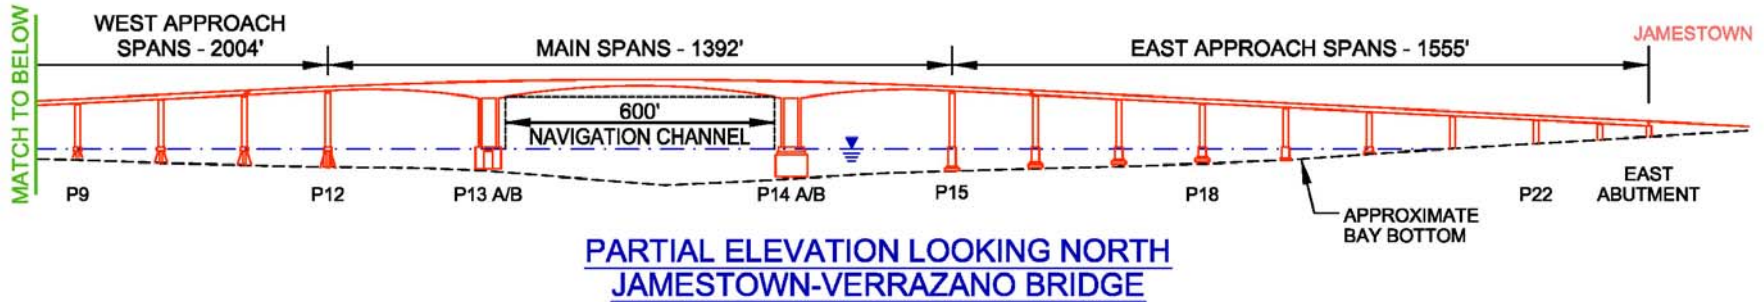 WEST APPROACH
SPANS - 2004'
MAIN SPANS - 1392'
EAST APPROACH SPANS - 1555'
JAMESTOWN
MATCH TO BELOW
600'
NAVIGATION CHANNEL
P9
P12
P13 A/B
P14 A/B
P15
P18
P22
EAST
ABUTMENT
APPROXIMATE
BAY BOTTOM
PARTIAL ELEVATION LOOKING NORTH
JAMESTOWN-VERRAZANO BRIDGE